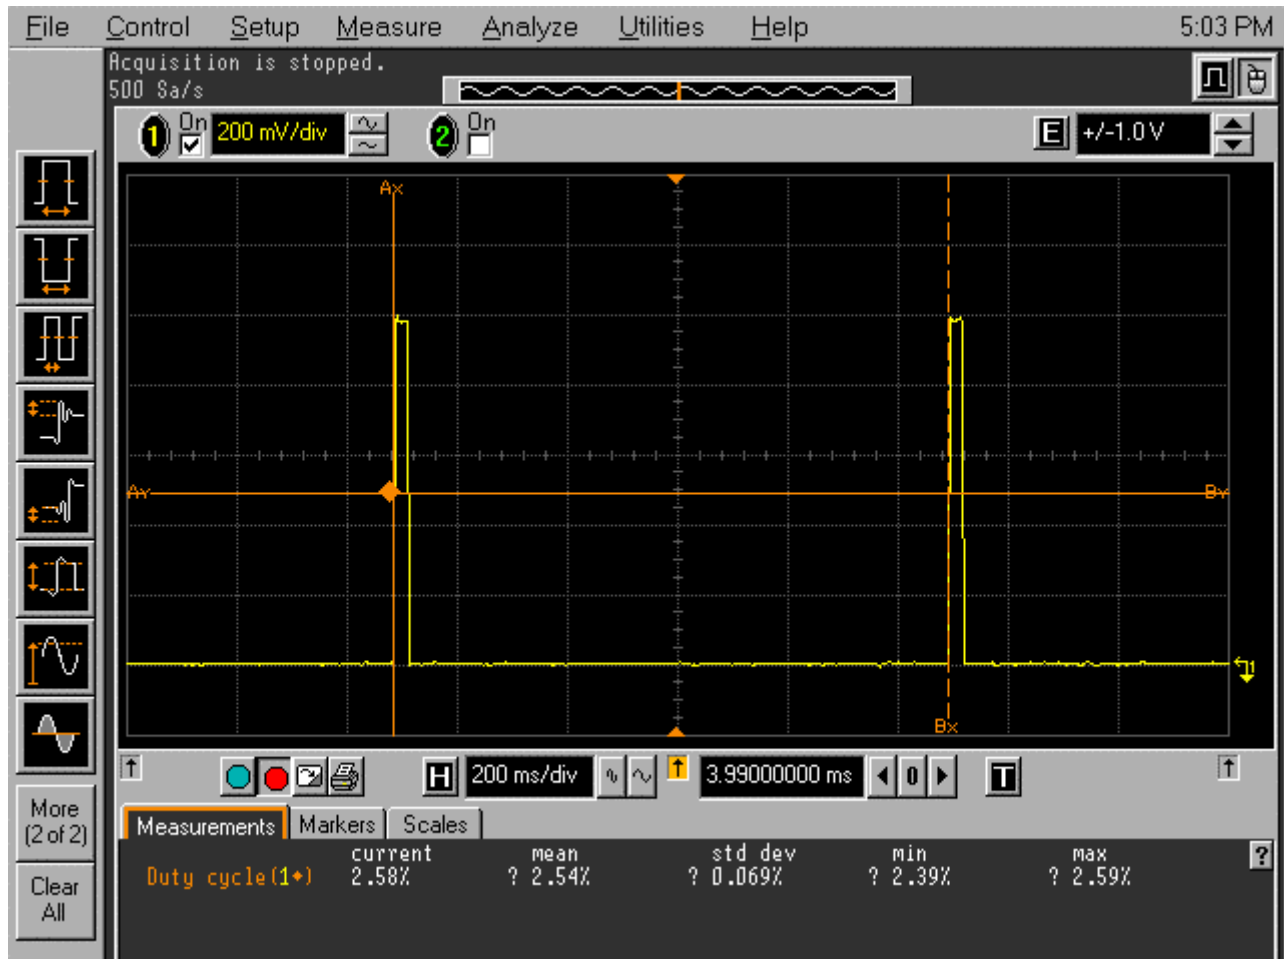 File Control Setup Measure Analyze Utilities Help 5:03 PM
Acquisition is stopped.
500 Sa/s
1 On 200 mV/div 2 On E +/-1.0 V
Ax
Ay By
1
Bx
H 200 ms/div 3.99000000 ms 0 T
More
(2 of 2)
Clear
All
Measurements Markers Scales
current mean std dev min max ?
Duty cycle(1◆) 2.58% ? 2.54% ? 0.069% ? 2.39% ? 2.59%